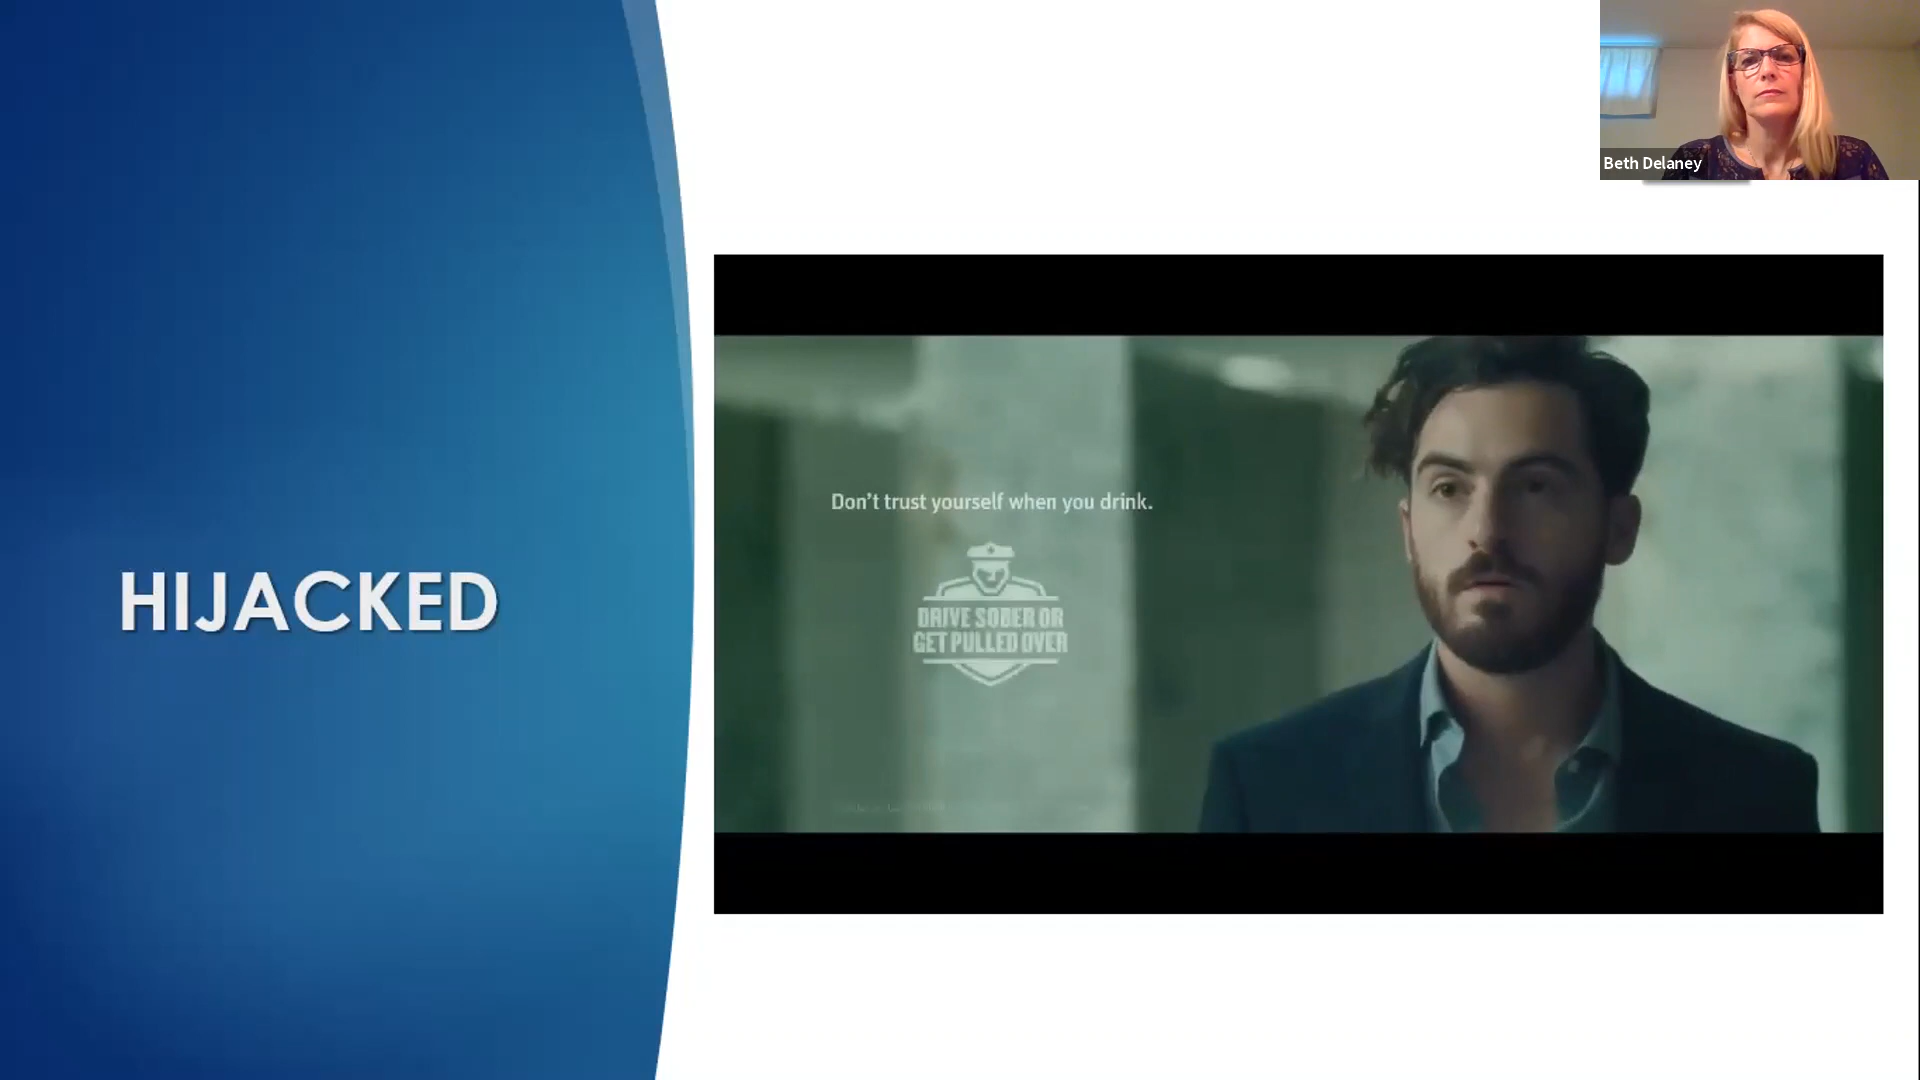 Beth Delaney
HIJACKED
Don't trust yourself when you drink.
DRIVE SOBER OR
GET PULLED OVER